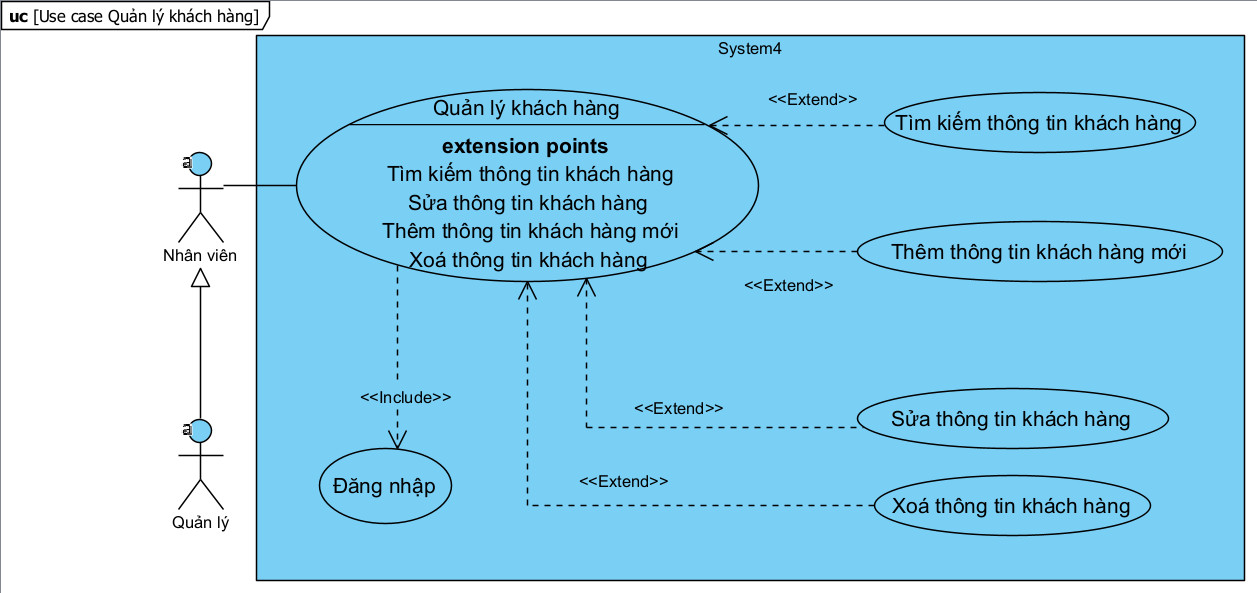 uc [Use case Quản lý khách hàng]
System4
Quản lý khách hàng
extension points
Tìm kiếm thông tin khách hàng
Sửa thông tin khách hàng
Thêm thông tin khách hàng mới
Xoá thông tin khách hàng
<<Extend>>
Tìm kiếm thông tin khách hàng
Nhân viên
Thêm thông tin khách hàng mới
<<Extend>>
<<Include>>
<<Extend>>
Sửa thông tin khách hàng
<<Extend>>
Đăng nhập
Xoá thông tin khách hàng
Quản lý